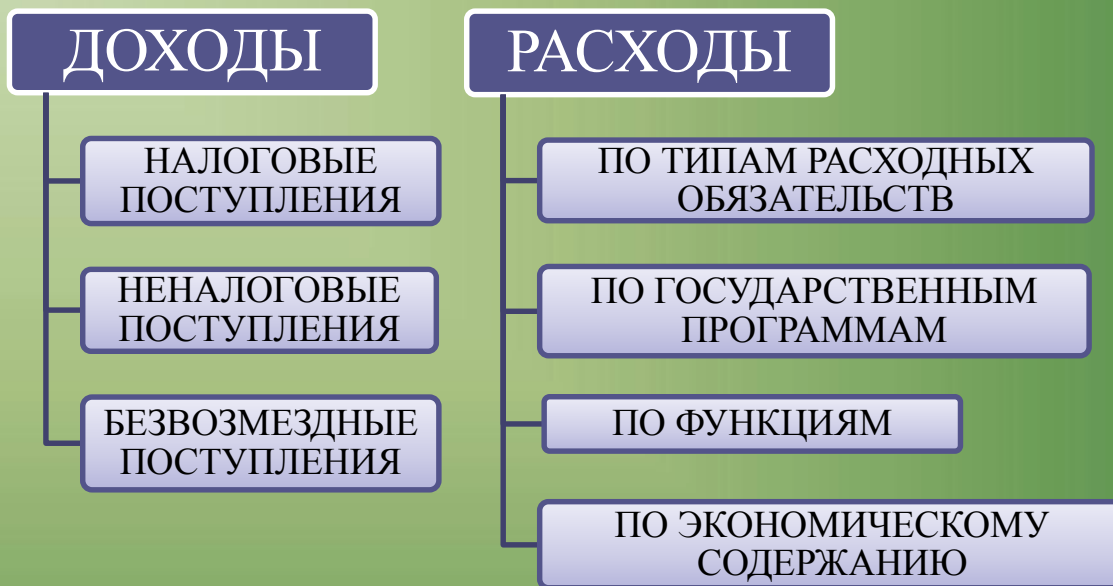 ДОХОДЫ
НАЛОГОВЫЕ
ПОСТУПЛЕНИЯ
НЕНАЛОГОВЫЕ
ПОСТУПЛЕНИЯ
БЕЗВОЗМЕЗДНЫЕ
ПОСТУПЛЕНИЯ
РАСХОДЫ
ПО ТИПАМ РАСХОДНЫХ
ОБЯЗАТЕЛЬСТВ
ПО ГОСУДАРСТВЕННЫМ
ПРОГРАММАМ
ПО ФУНКЦИЯМ
ПО ЭКОНОМИЧЕСКОМУ
СОДЕРЖАНИЮ